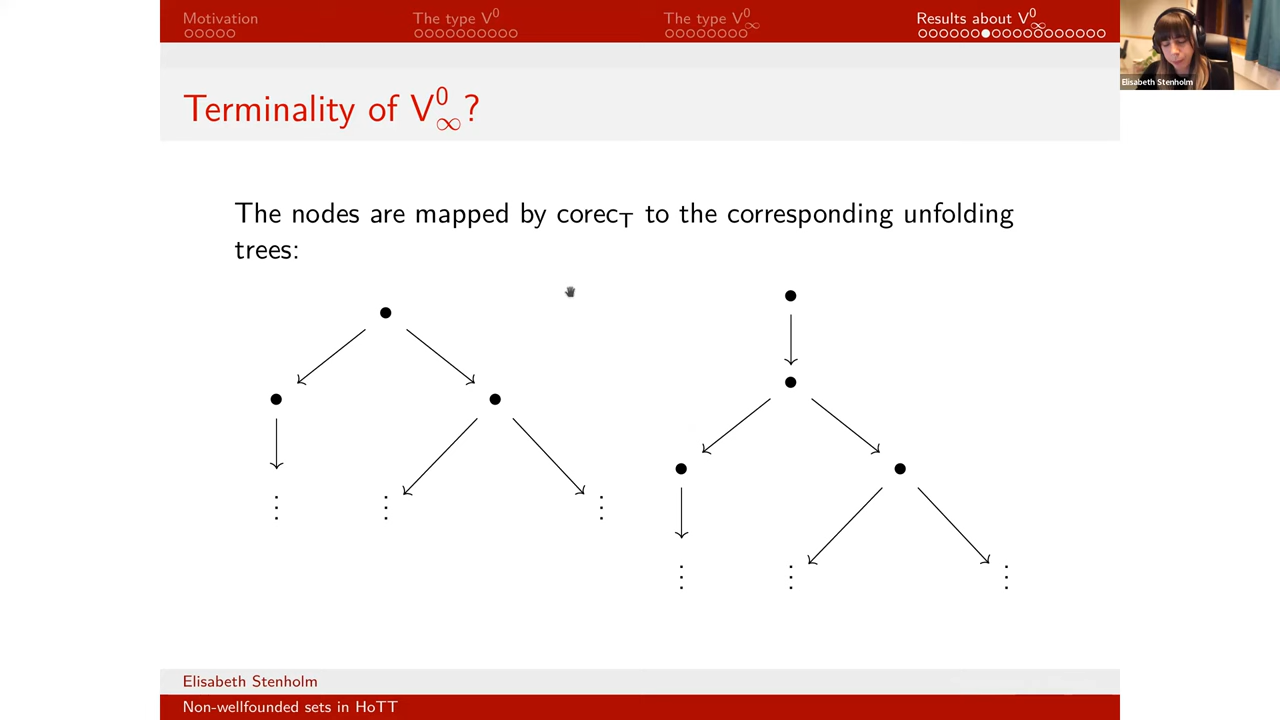 Motivation
The type V⁰
The type V⁰∞
Results about V⁰∞
Elisabeth Stenholm
Terminality of V⁰∞?
The nodes are mapped by corec_T to the corresponding unfolding
trees:
Elisabeth Stenholm
Non-wellfounded sets in HoTT